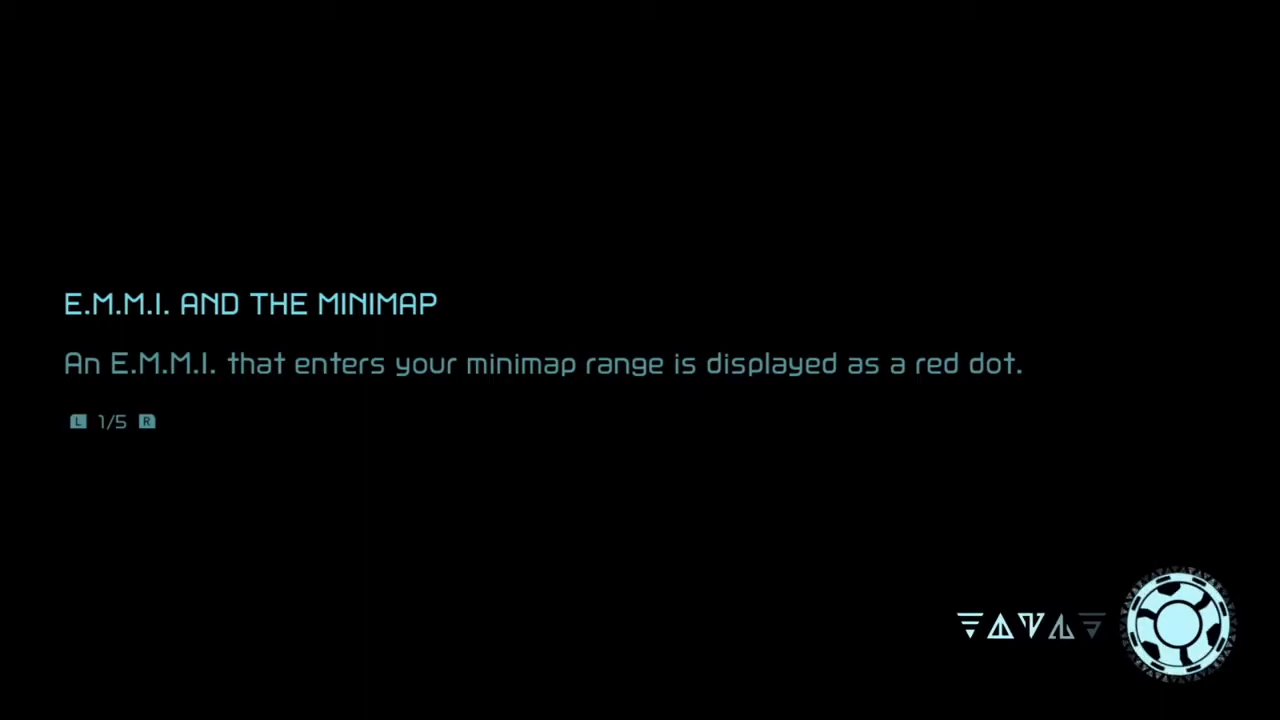 E.M.M.I. AND THE MINIMAP
An E.M.M.I. that enters your minimap range is displayed as a red dot.
L 1/5 R